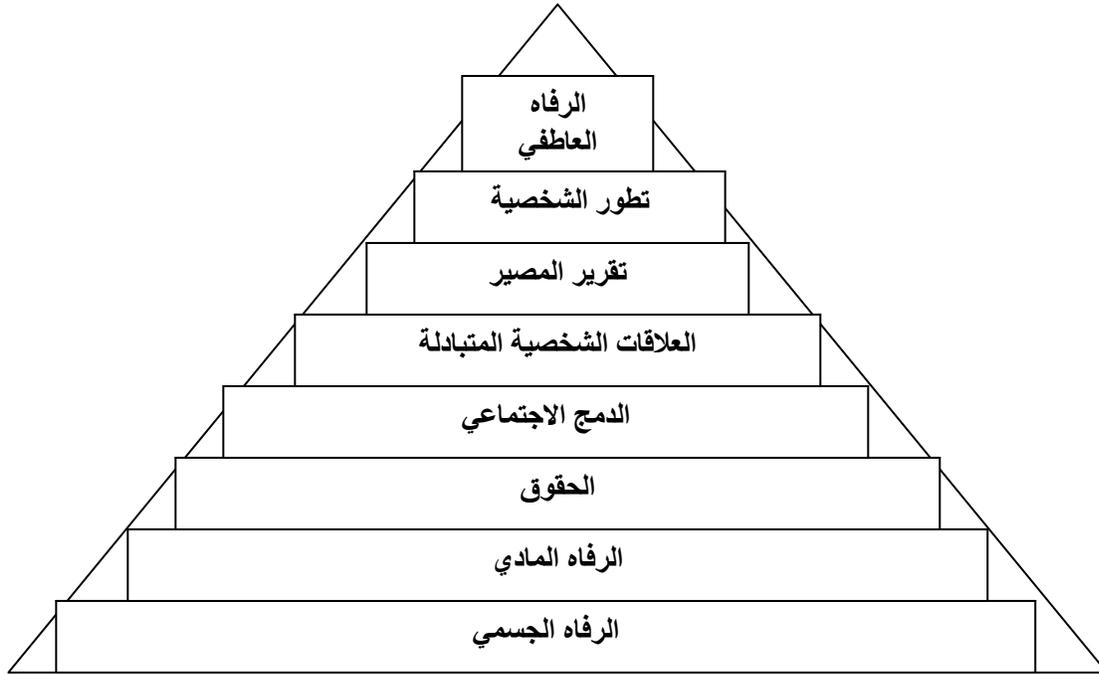 الرفاه
العاطفي
تطور الشخصية
تقرير المصير
العلاقات الشخصية المتبادلة
الدمج الاجتماعي
الحقوق
الرفاه المادي
الرفاه الجسمي